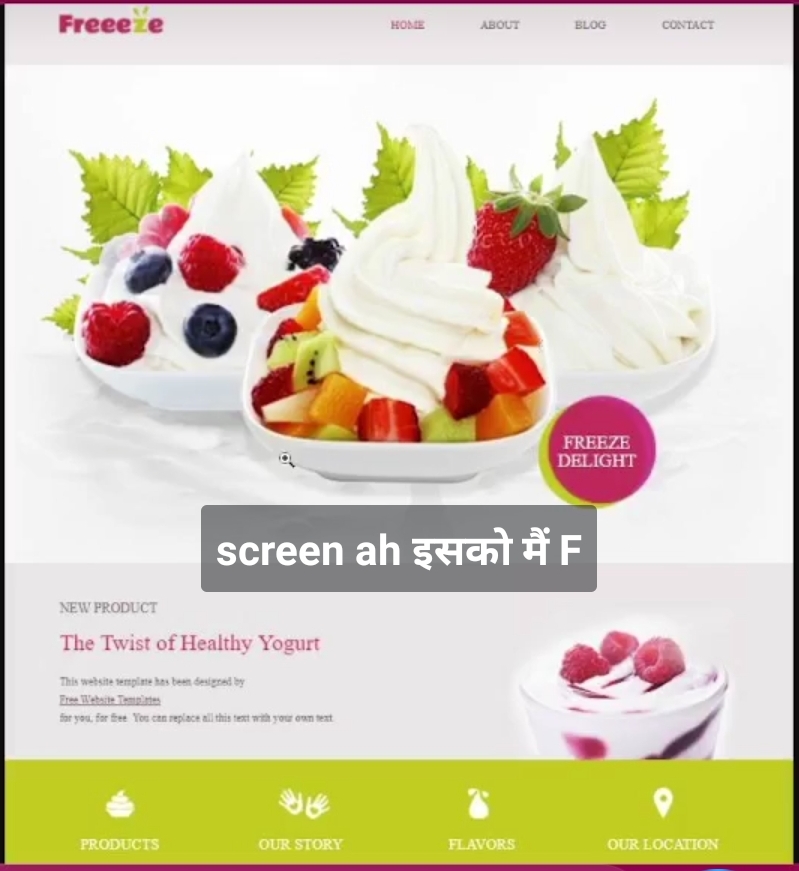 Freeeze
HOME ABOUT BLOG CONTACT
FREEZE
DELIGHT
screen ah इसको मैं F
NEW PRODUCT
The Twist of Healthy Yogurt
This website template has been designed by
Free Website Templates
for you, for free. You can replace all this text with your own text.
PRODUCTS OUR STORY FLAVORS OUR LOCATION